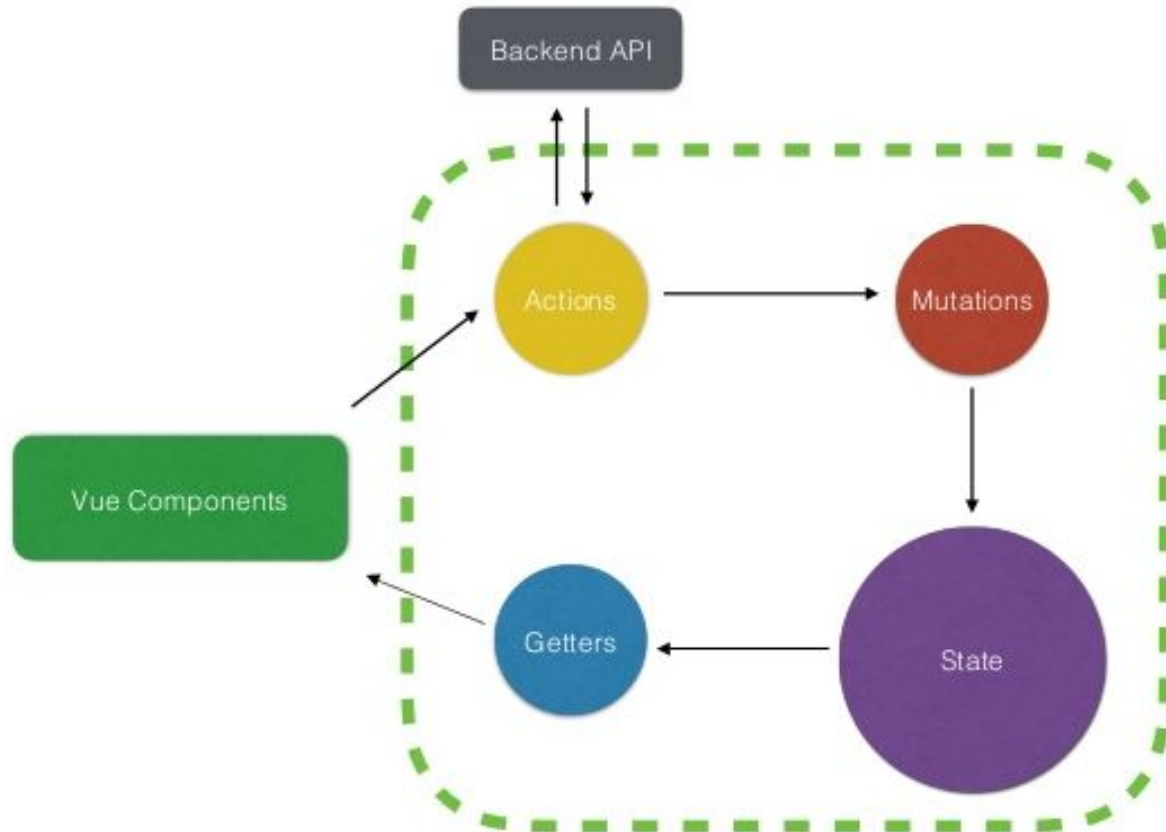 Backend API
Actions
Mutations
Vue Components
Getters
State